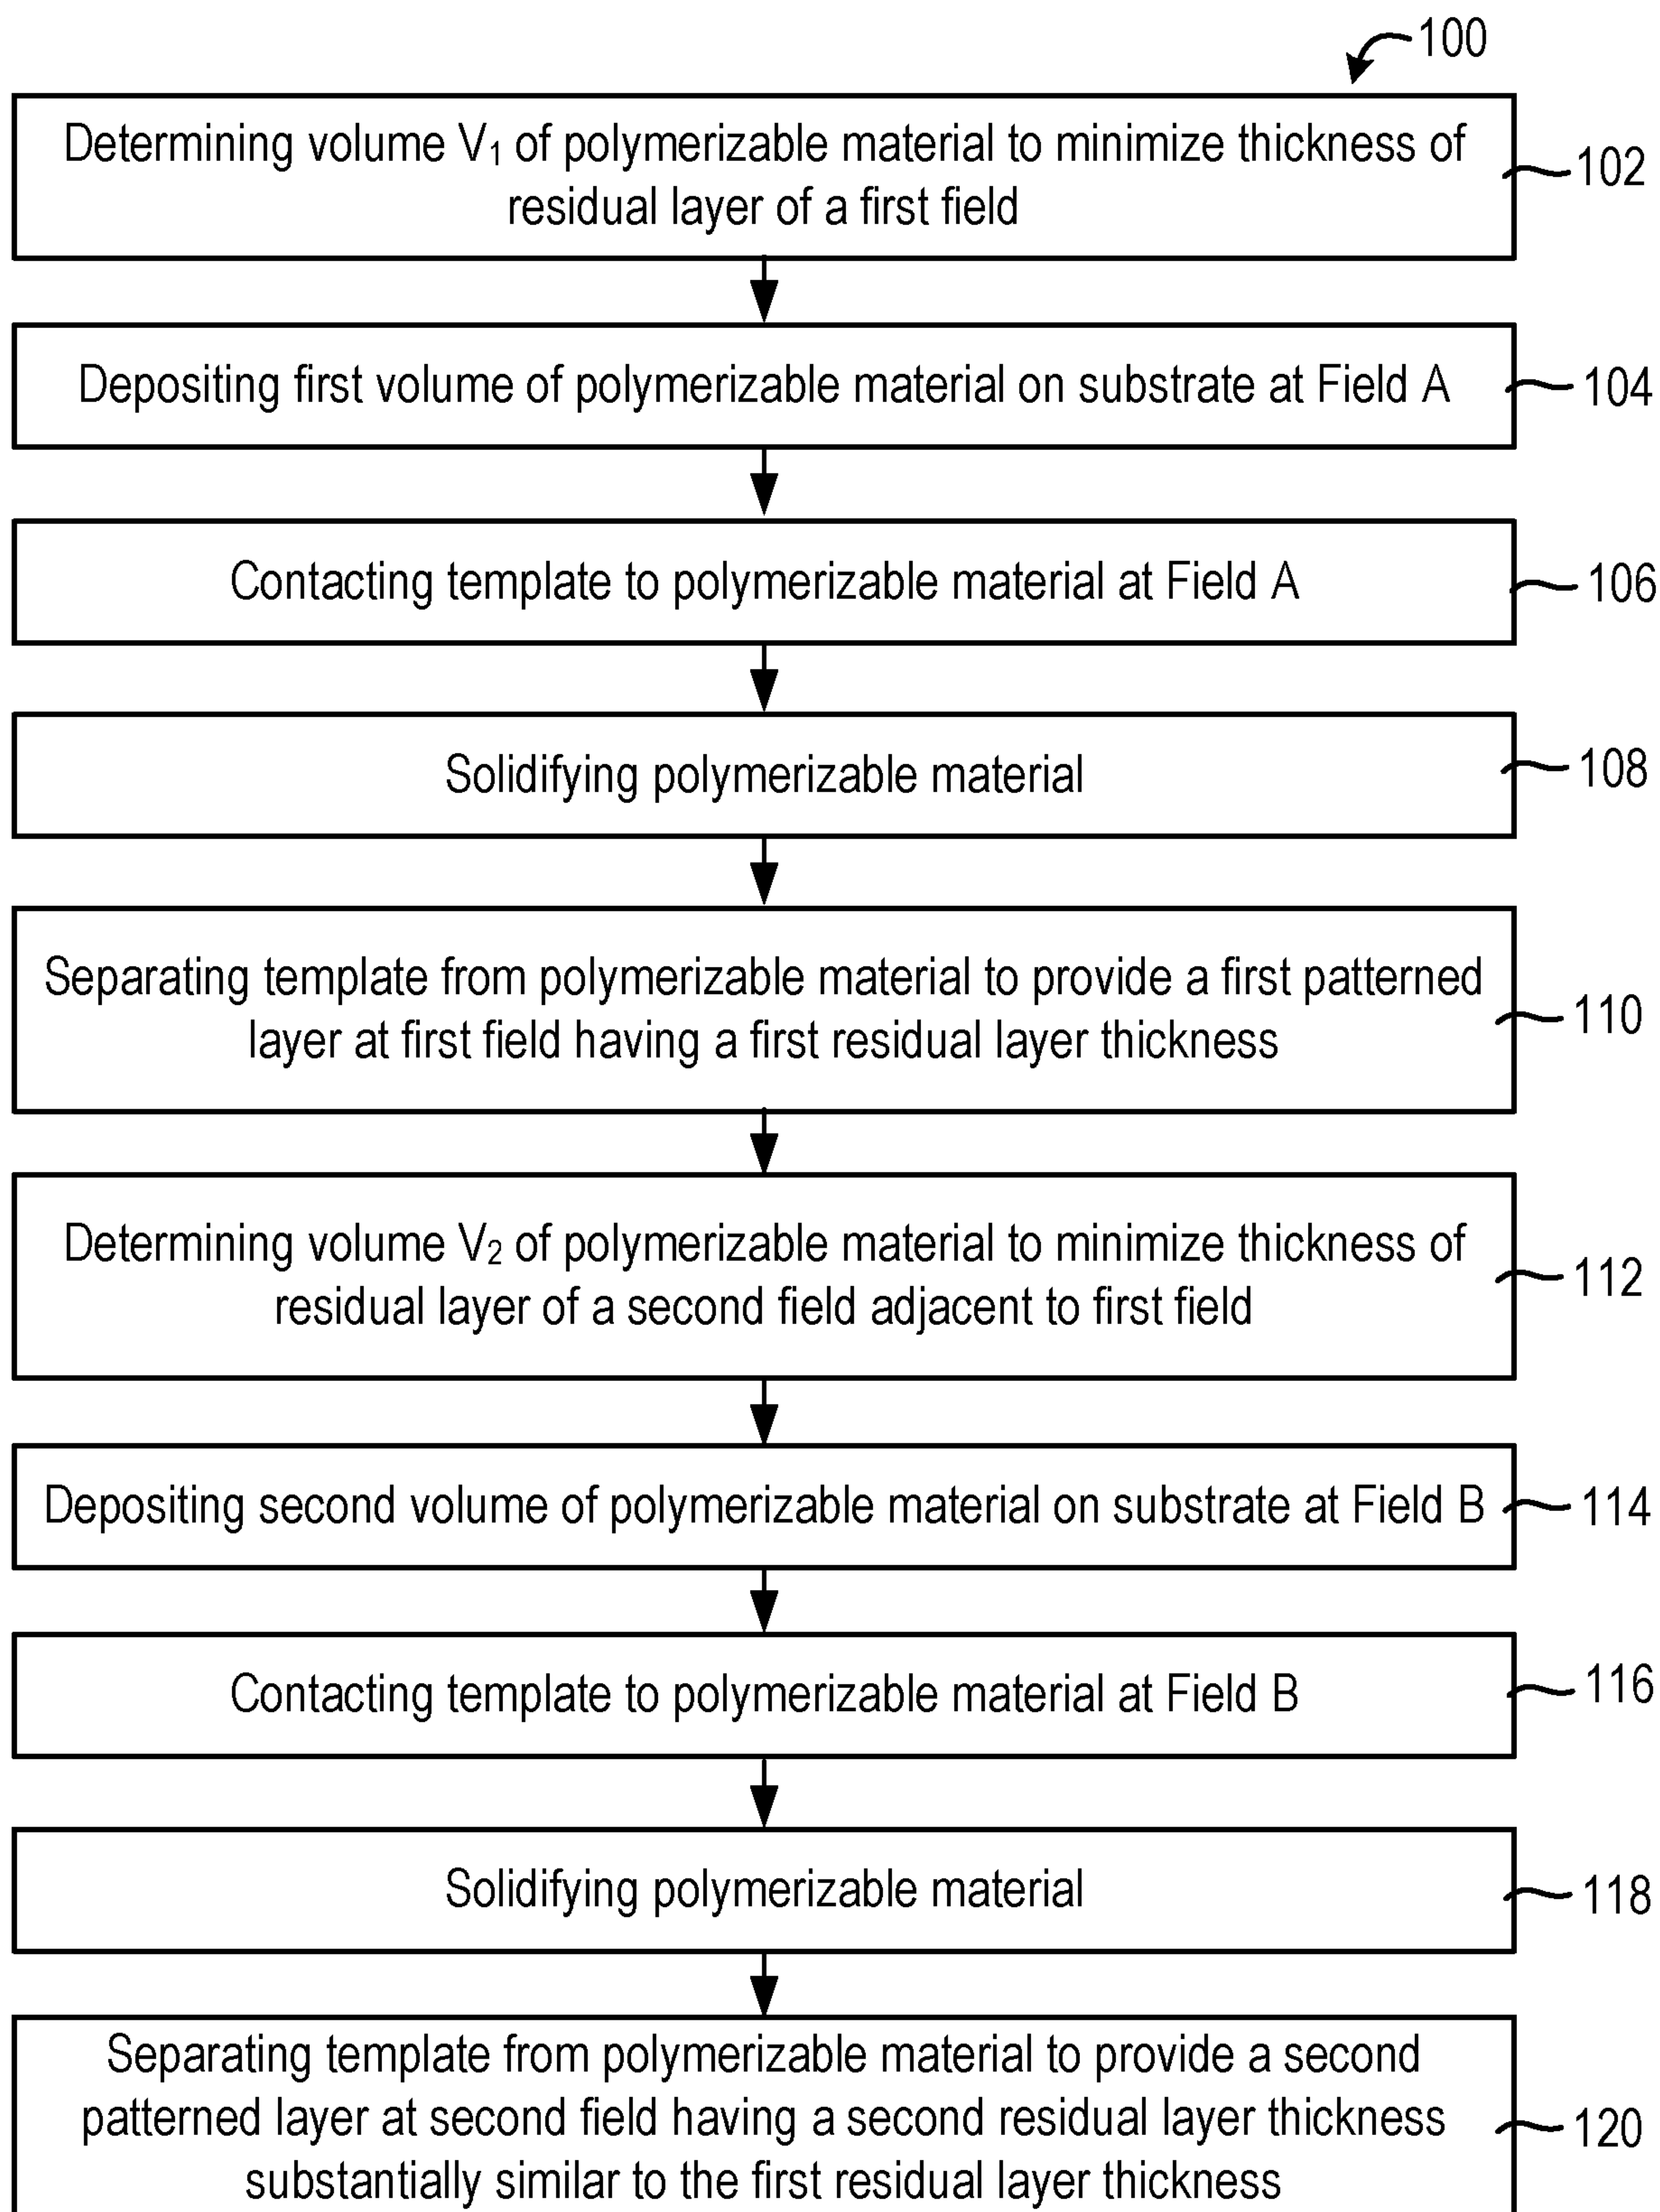 100
Determining volume V₁ of polymerizable material to minimize thickness of
residual layer of a first field
102
Depositing first volume of polymerizable material on substrate at Field A
104
Contacting template to polymerizable material at Field A
106
Solidifying polymerizable material
108
Separating template from polymerizable material to provide a first patterned
layer at first field having a first residual layer thickness
110
Determining volume V₂ of polymerizable material to minimize thickness of
residual layer of a second field adjacent to first field
112
Depositing second volume of polymerizable material on substrate at Field B
114
Contacting template to polymerizable material at Field B
116
Solidifying polymerizable material
118
Separating template from polymerizable material to provide a second
patterned layer at second field having a second residual layer thickness
substantially similar to the first residual layer thickness
120